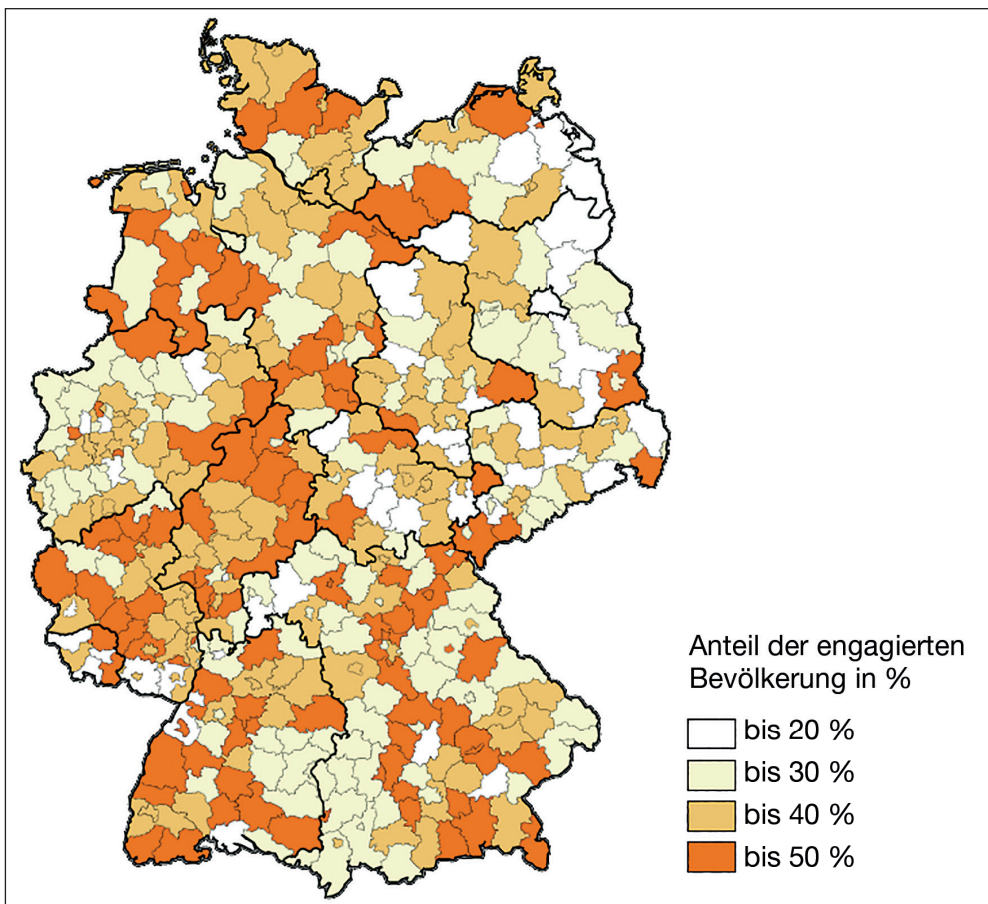 Anteil der engagierten
Bevölkerung in %
bis 20 %
bis 30 %
bis 40 %
bis 50 %